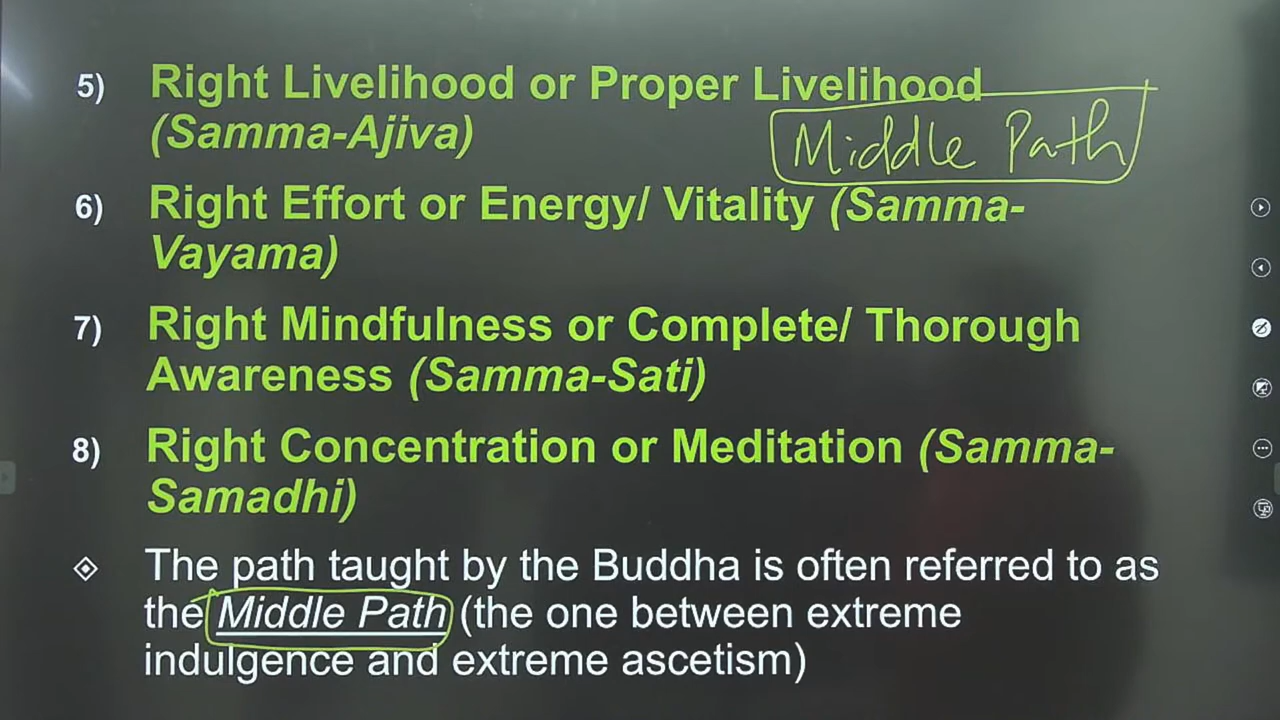 5) Right Livelihood or Proper Livelihood
(Samma-Ajiva)
Middle Path
6) Right Effort or Energy/ Vitality (Samma-
Vayama)
7) Right Mindfulness or Complete/ Thorough
Awareness (Samma-Sati)
8) Right Concentration or Meditation (Samma-
Samadhi)
The path taught by the Buddha is often referred to as
the Middle Path (the one between extreme
indulgence and extreme ascetism)